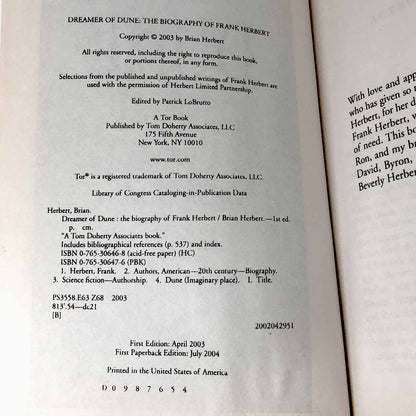 DREAMER OF DUNE: THE BIOGRAPHY OF FRANK HERBERT
Copyright © 2003 by Brian Herbert
All rights reserved, including the right to reproduce this book,
or portions thereof, in any form.
Selections from the published and unpublished writings of Frank Herbert are
used with the permission of Herbert Limited Partnership.
Edited by Patrick LoBrutto
A Tor Book
Published by Tom Doherty Associates, LLC
175 Fifth Avenue
New York, NY 10010
www.tor.com
Tor® is a registered trademark of Tom Doherty Associates, LLC
Library of Congress Cataloging-in-Publication Data
Herbert, Brian.
Dreamer of Dune : the biography of Frank Herbert / Brian Herbert.—1st ed.
p. cm.
"A Tom Doherty Associates book."
Includes bibliographical references (p. 537) and index.
ISBN 0-765-30646-8 (acid-free paper) (HC)
ISBN 0-765-30647-6 (PBK)
1. Herbert, Frank. 2. Authors, American—20th century—Biography.
3. Science fiction—Authorship. 4. Dune (Imaginary place). I. Title.
PS3558.E63 Z68 2003
813'.54—dc21
[B]
2002042951
First Edition: April 2003
First Paperback Edition: July 2004
Printed in the United States of America
D 0 9 8 7 6 5 4
With love and app
who has given so
Herbert, for her d
Frank Herbert, w
of need. This bo
Ron, and my br
David, Byron,
Beverly Herber